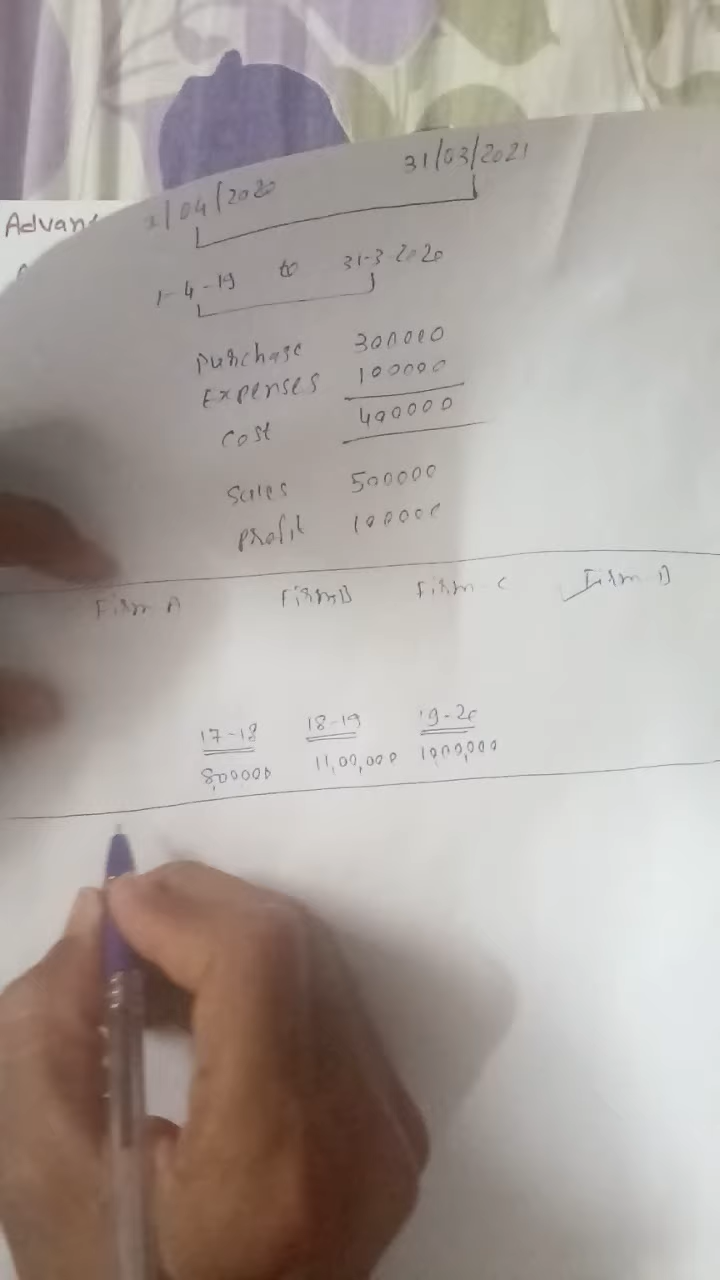 Advan
1/04/2020 31/03/2021
1-4-19 to 31-3-2020
Purchase 300000
Expenses 100000
Cost 400000
Sales 500000
Profit 100000
Firm A Firm B Firm C Firm D
17-18 18-19 19-20
8,00000 11,00,000 1000,000